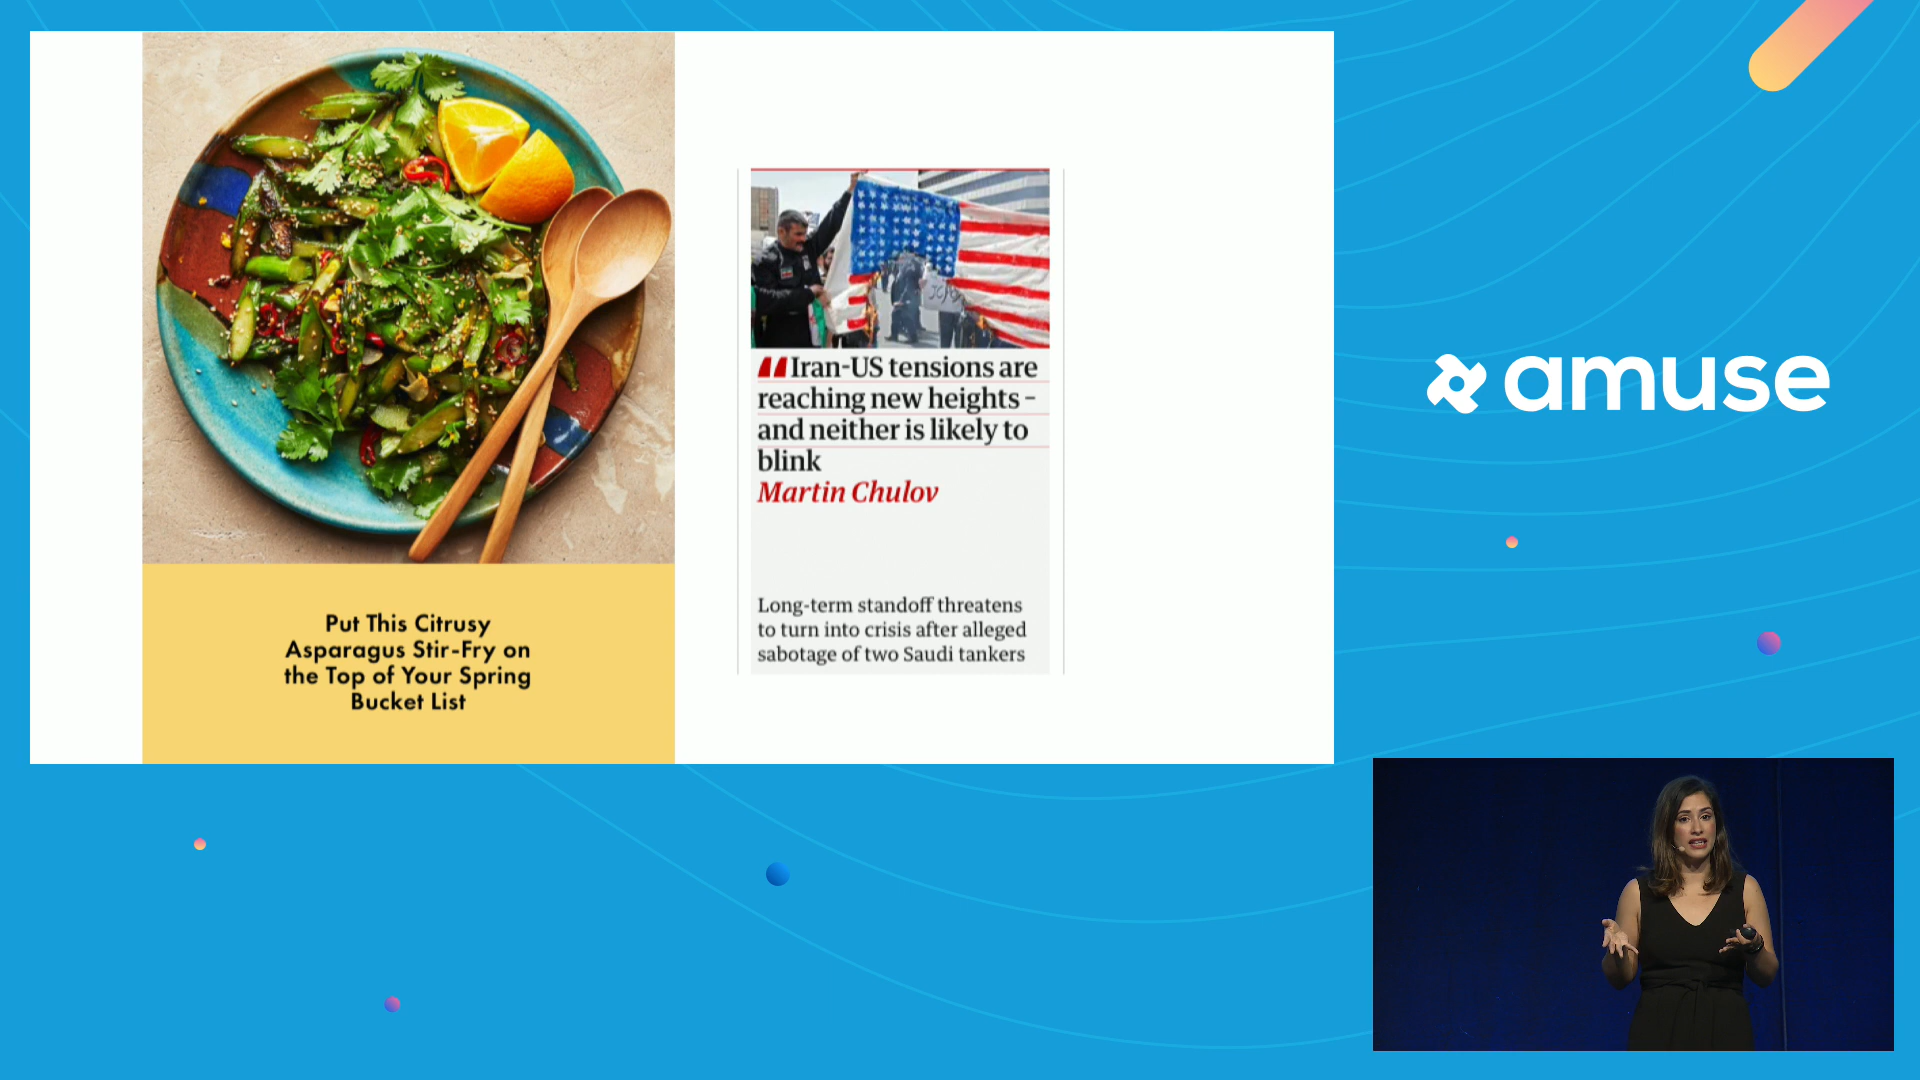 Put This Citrusy
Asparagus Stir-Fry on
the Top of Your Spring
Bucket List
“Iran-US tensions are
reaching new heights –
and neither is likely to
blink
Martin Chulov
Long-term standoff threatens
to turn into crisis after alleged
sabotage of two Saudi tankers
amuse